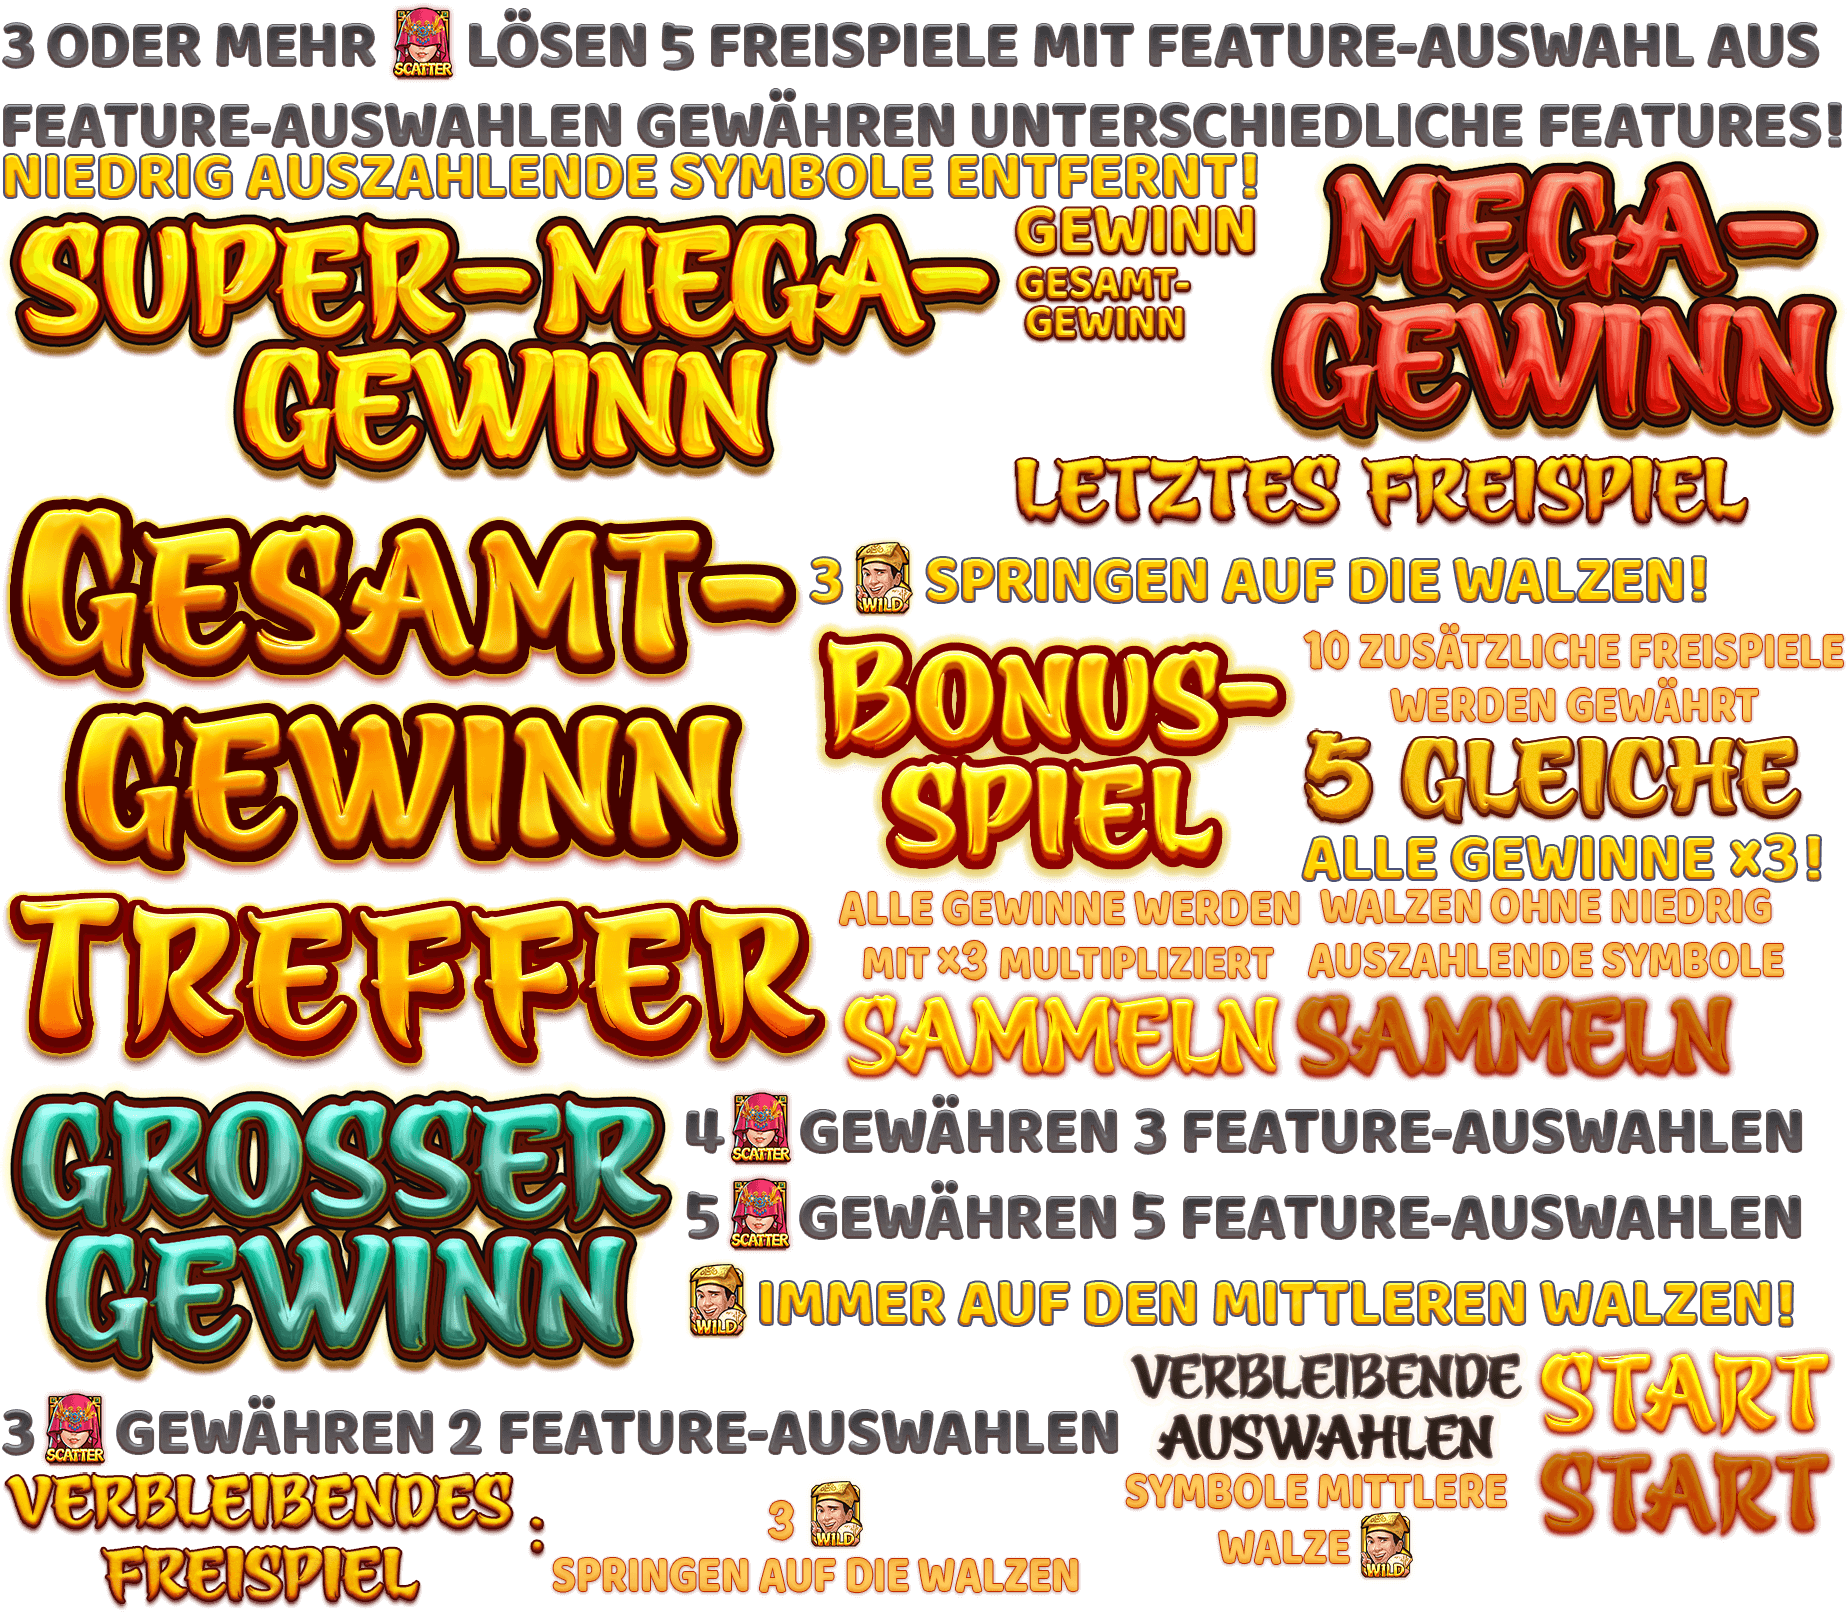 3 ODER MEHR SCATTER LÖSEN 5 FREISPIELE MIT FEATURE-AUSWAHL AUS
FEATURE-AUSWAHLEN GEWÄHREN UNTERSCHIEDLICHE FEATURES!
NIEDRIG AUSZAHLENDE SYMBOLE ENTFERNT!
SUPER-MEGA-
GEWINN
GEWINN
GESAMT-
GEWINN
MEGA-
GEWINN
LETZTES FREISPIEL
GESAMT-
GEWINN
3 WILD SPRINGEN AUF DIE WALZEN!
BONUS-
SPIEL
10 ZUSÄTZLICHE FREISPIELE
WERDEN GEWÄHRT
5 GLEICHE
ALLE GEWINNE ×3!
TREFFER
ALLE GEWINNE WERDEN
MIT ×3 MULTIPLIZIERT
WALZEN OHNE NIEDRIG
AUSZAHLENDE SYMBOLE
SAMMELN
SAMMELN
GROSSER
GEWINN
4 SCATTER GEWÄHREN 3 FEATURE-AUSWAHLEN
5 SCATTER GEWÄHREN 5 FEATURE-AUSWAHLEN
WILD IMMER AUF DEN MITTLEREN WALZEN!
3 SCATTER GEWÄHREN 2 FEATURE-AUSWAHLEN
VERBLEIBENDE
AUSWAHLEN
START
START
VERBLEIBENDES
FREISPIEL
:
3 WILD
SPRINGEN AUF DIE WALZEN
SYMBOLE MITTLERE
WALZE WILD